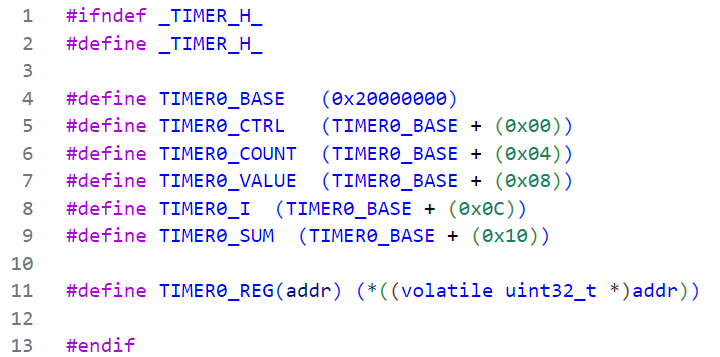 1 #ifndef _TIMER_H_
2 #define _TIMER_H_
3
4 #define TIMER0_BASE   (0x20000000)
5 #define TIMER0_CTRL   (TIMER0_BASE + (0x00))
6 #define TIMER0_COUNT  (TIMER0_BASE + (0x04))
7 #define TIMER0_VALUE  (TIMER0_BASE + (0x08))
8 #define TIMER0_I  (TIMER0_BASE + (0x0C))
9 #define TIMER0_SUM  (TIMER0_BASE + (0x10))
10
11 #define TIMER0_REG(addr) (*((volatile uint32_t *)addr))
12
13 #endif